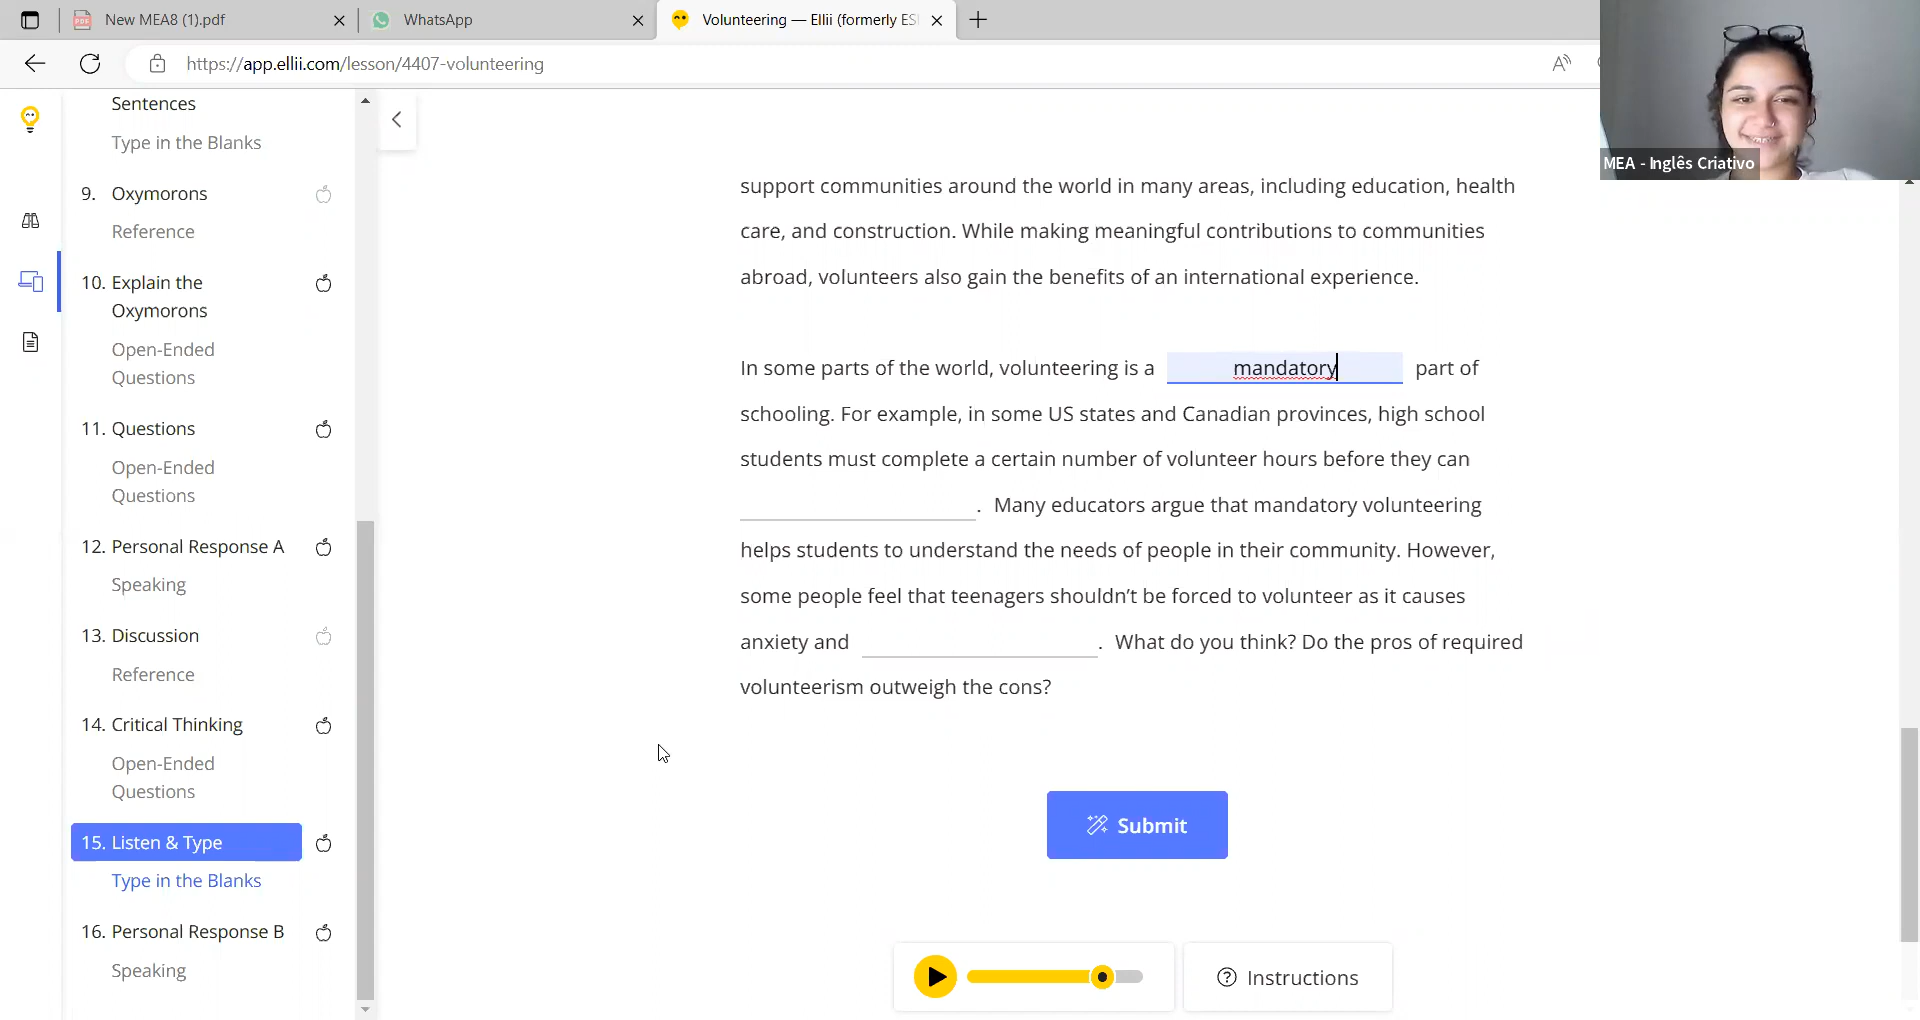 New MEA8 (1).pdf
WhatsApp
Volunteering — Ellii (formerly ES
https://app.ellii.com/lesson/4407-volunteering
MEA - Inglês Criativo
Sentences
Type in the Blanks
9. Oxymorons
Reference
10. Explain the
Oxymorons
Open-Ended
Questions
11. Questions
Open-Ended
Questions
12. Personal Response A
Speaking
13. Discussion
Reference
14. Critical Thinking
Open-Ended
Questions
15. Listen & Type
Type in the Blanks
16. Personal Response B
Speaking
support communities around the world in many areas, including education, health
care, and construction. While making meaningful contributions to communities
abroad, volunteers also gain the benefits of an international experience.
In some parts of the world, volunteering is a mandatory part of
schooling. For example, in some US states and Canadian provinces, high school
students must complete a certain number of volunteer hours before they can
. Many educators argue that mandatory volunteering
helps students to understand the needs of people in their community. However,
some people feel that teenagers shouldn't be forced to volunteer as it causes
anxiety and . What do you think? Do the pros of required
volunteerism outweigh the cons?
Submit
Instructions